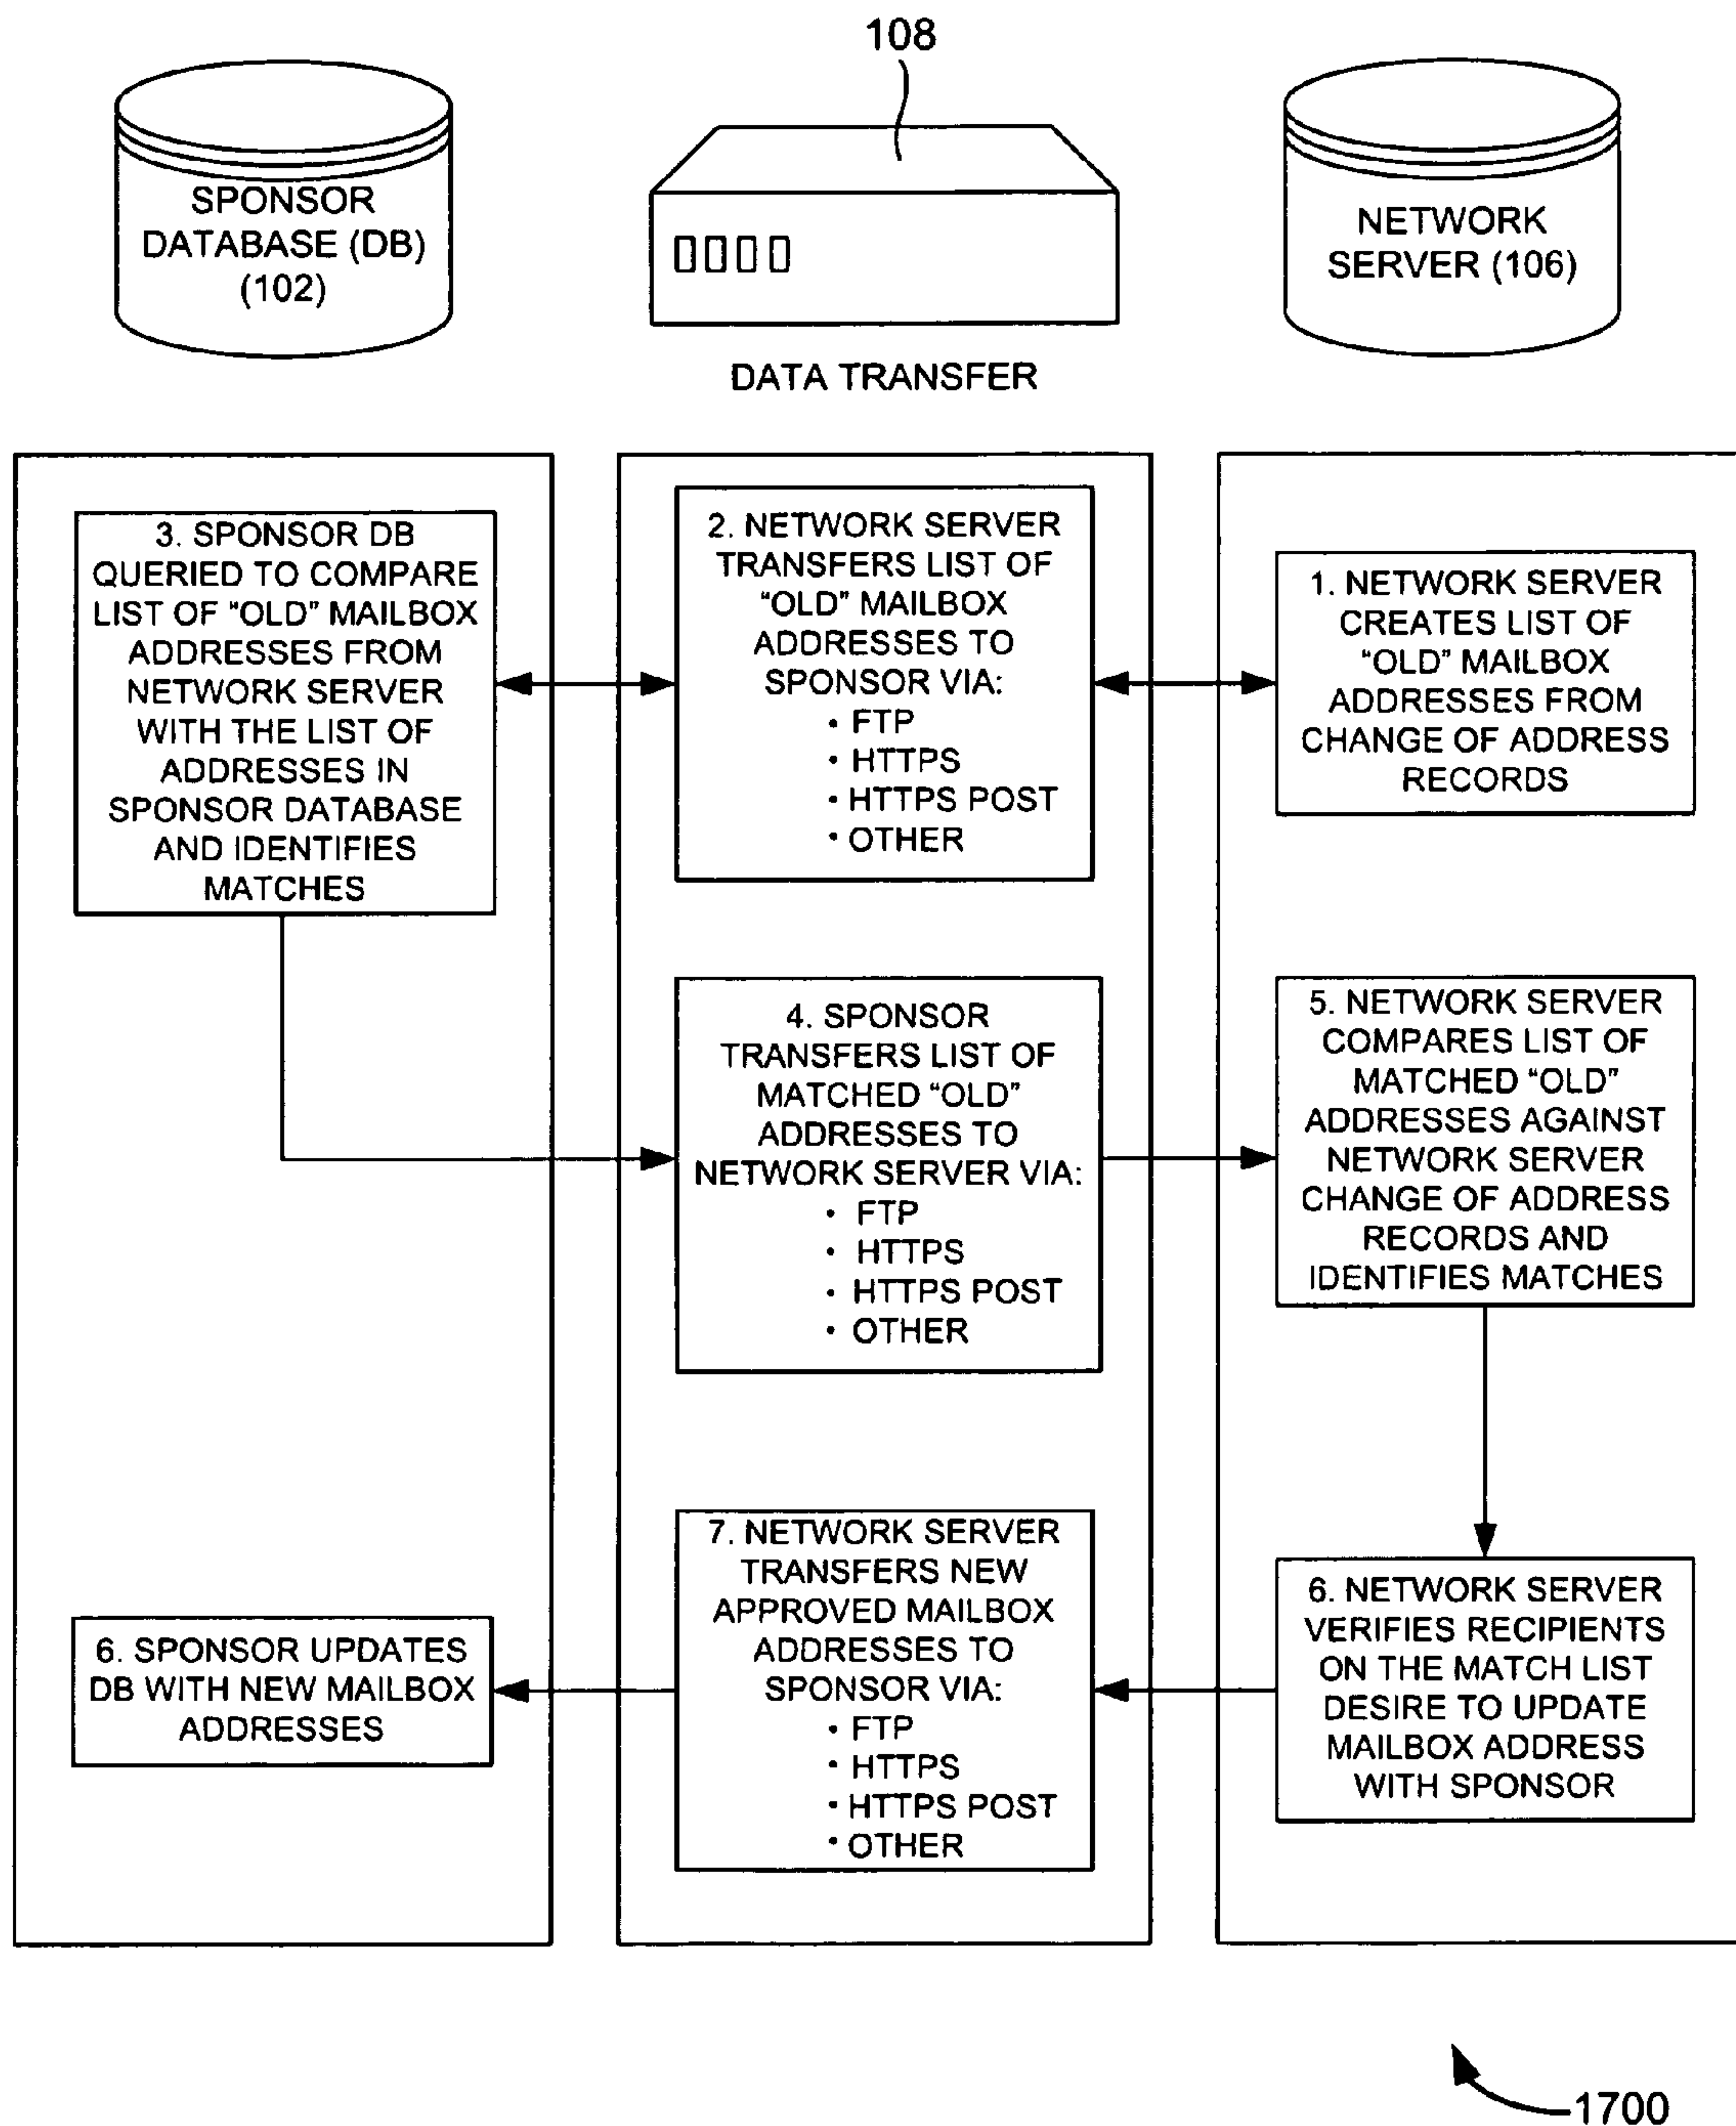 108
SPONSOR
DATABASE (DB)
(102)
NETWORK
SERVER (106)
DATA TRANSFER
3. SPONSOR DB
QUERIED TO COMPARE
LIST OF “OLD” MAILBOX
ADDRESSES FROM
NETWORK SERVER
WITH THE LIST OF
ADDRESSES IN
SPONSOR DATABASE
AND IDENTIFIES
MATCHES
2. NETWORK SERVER
TRANSFERS LIST OF
“OLD” MAILBOX
ADDRESSES TO
SPONSOR VIA:
• FTP
• HTTPS
• HTTPS POST
• OTHER
1. NETWORK SERVER
CREATES LIST OF
“OLD” MAILBOX
ADDRESSES FROM
CHANGE OF ADDRESS
RECORDS
4. SPONSOR
TRANSFERS LIST OF
MATCHED “OLD”
ADDRESSES TO
NETWORK SERVER VIA:
• FTP
• HTTPS
• HTTPS POST
• OTHER
5. NETWORK SERVER
COMPARES LIST OF
MATCHED “OLD”
ADDRESSES AGAINST
NETWORK SERVER
CHANGE OF ADDRESS
RECORDS AND
IDENTIFIES MATCHES
6. SPONSOR UPDATES
DB WITH NEW MAILBOX
ADDRESSES
7. NETWORK SERVER
TRANSFERS NEW
APPROVED MAILBOX
ADDRESSES TO
SPONSOR VIA:
• FTP
• HTTPS
• HTTPS POST
• OTHER
6. NETWORK SERVER
VERIFIES RECIPIENTS
ON THE MATCH LIST
DESIRE TO UPDATE
MAILBOX ADDRESS
WITH SPONSOR
1700